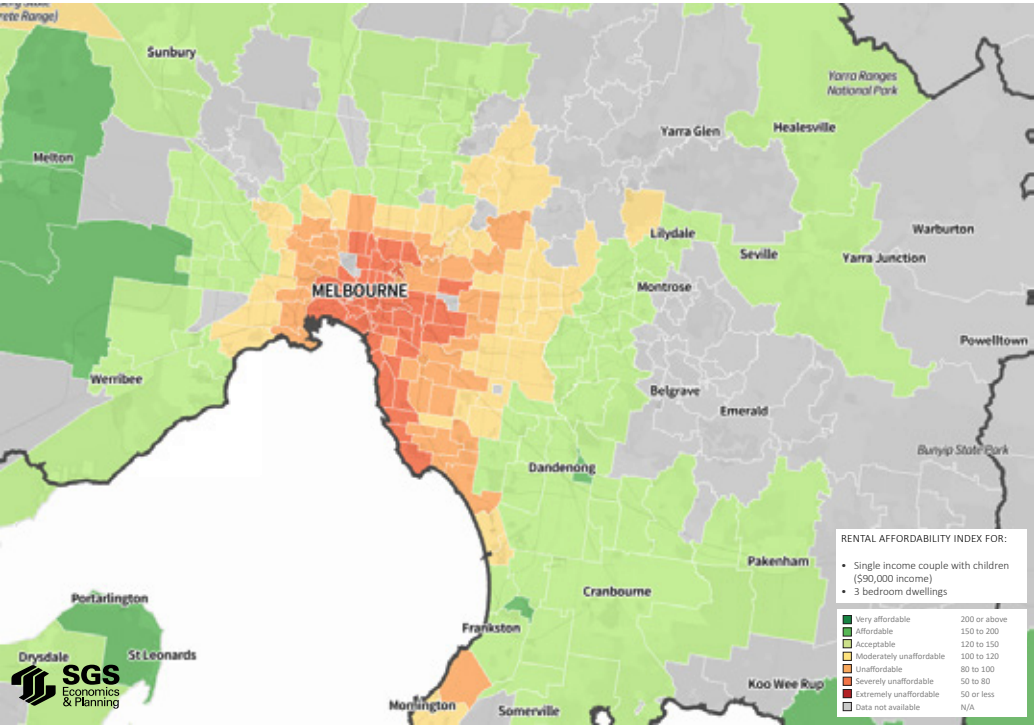 rete Range)
Sunbury
Yarra Ranges
National Park
Yarra Glen
Healesville
Melton
Lilydale
Warburton
Seville
Yarra Junction
MELBOURNE
Montrose
Powelltown
Werribee
Belgrave
Emerald
Bunyip State Park
Dandenong
RENTAL AFFORDABILITY INDEX FOR:
• Single income couple with children
($90,000 income)
• 3 bedroom dwellings
Pakenham
Cranbourne
Portarlington
Frankston
Drysdale
St Leonards
Very affordable 200 or above
Affordable 150 to 200
Acceptable 120 to 150
Moderately unaffordable 100 to 120
Unaffordable 80 to 100
Severely unaffordable 50 to 80
Extremely unaffordable 50 or less
Data not available N/A
SGS
Economics
& Planning
Koo Wee Rup
Mornington
Somerville